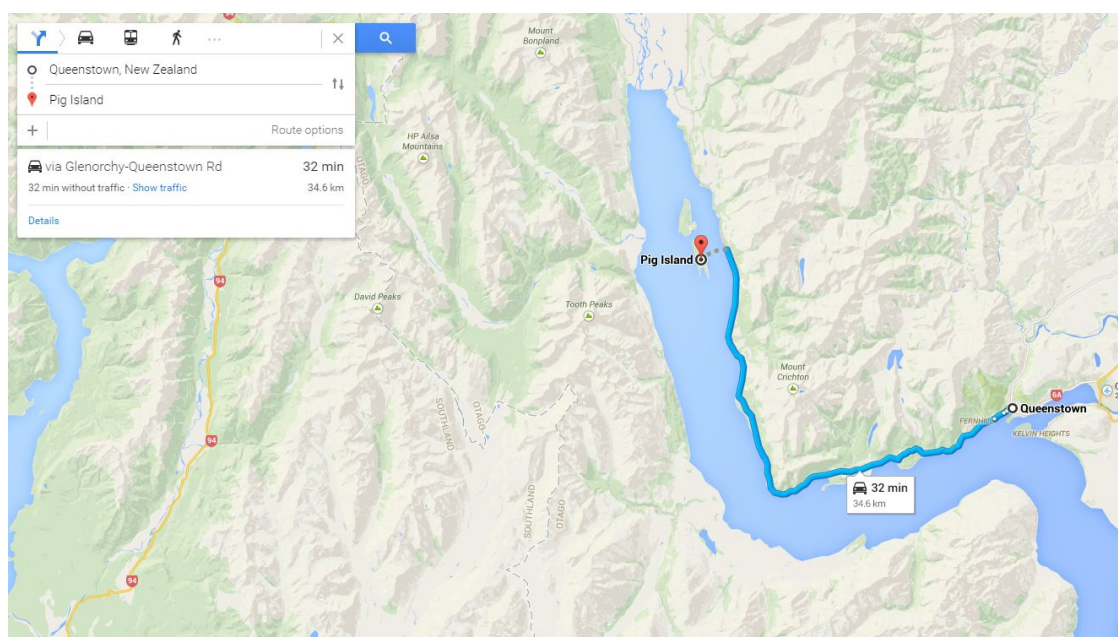 Queenstown, New Zealand
Pig Island
Route options
via Glenorchy-Queenstown Rd 32 min
32 min without traffic · Show traffic 34.6 km
Details
Mount
Bonpland
HP Ailsa
Mountains
OTAGO
94
Pig Island
David Peaks
Tooth Peaks
Mount
Crichton
6A
Queenstown
FERNHILL
KELVIN HEIGHTS
SOUTHLAND
OTAGO
94
32 min
34.6 km
SOUTHLAND
OTAGO
94